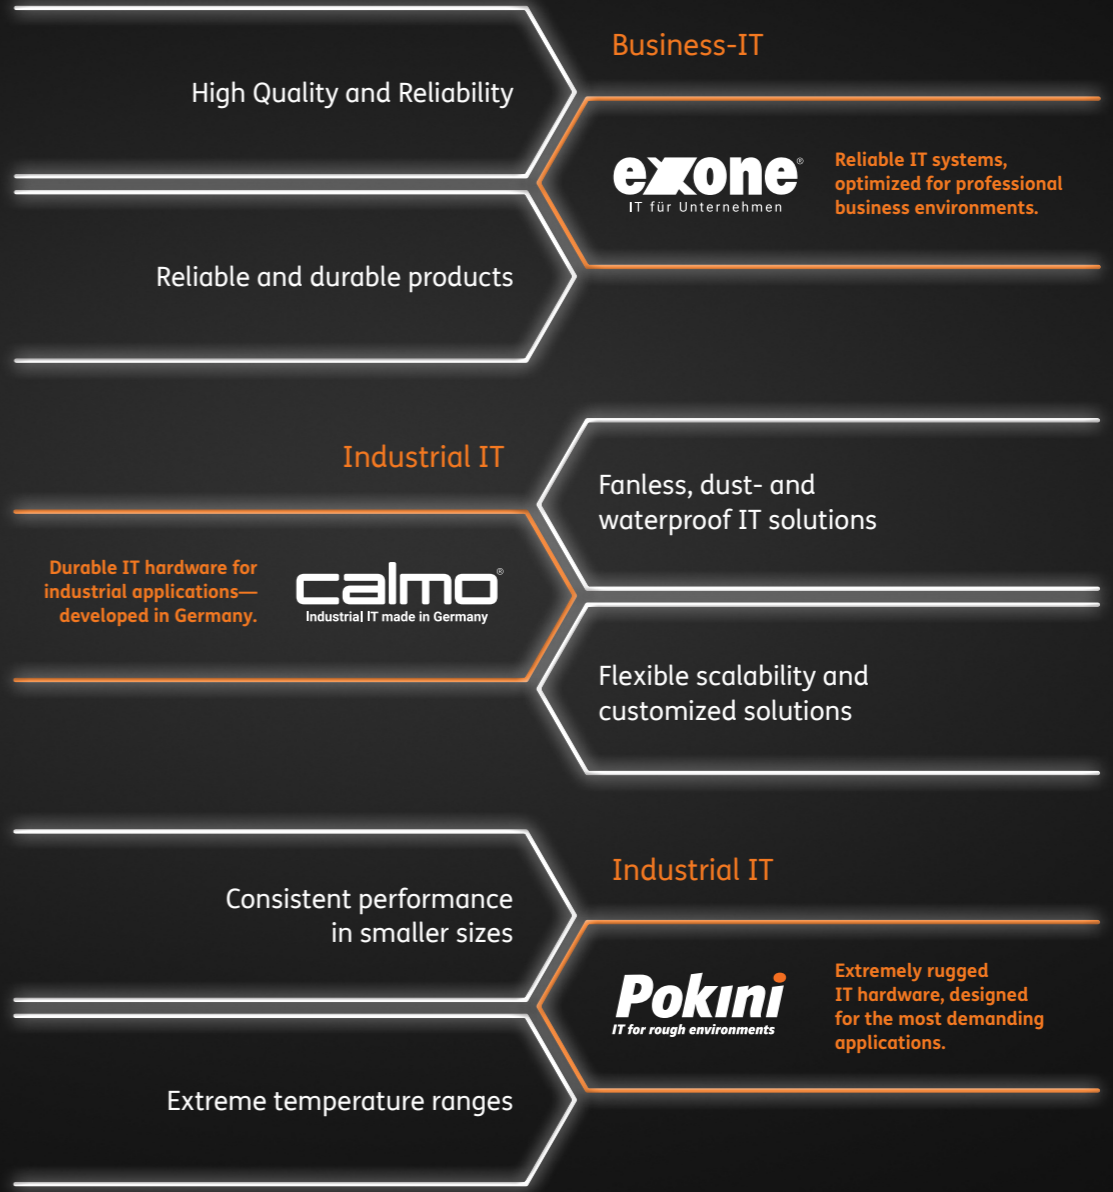 Business-IT
High Quality and Reliability
exone®
IT für Unternehmen
Reliable IT systems,
optimized for professional
business environments.
Reliable and durable products
Industrial IT
Durable IT hardware for
industrial applications—
developed in Germany.
calmo®
Industrial IT made in Germany
Fanless, dust- and
waterproof IT solutions
Flexible scalability and
customized solutions
Consistent performance
in smaller sizes
Industrial IT
Pokini
IT for rough environments
Extremely rugged
IT hardware, designed
for the most demanding
applications.
Extreme temperature ranges